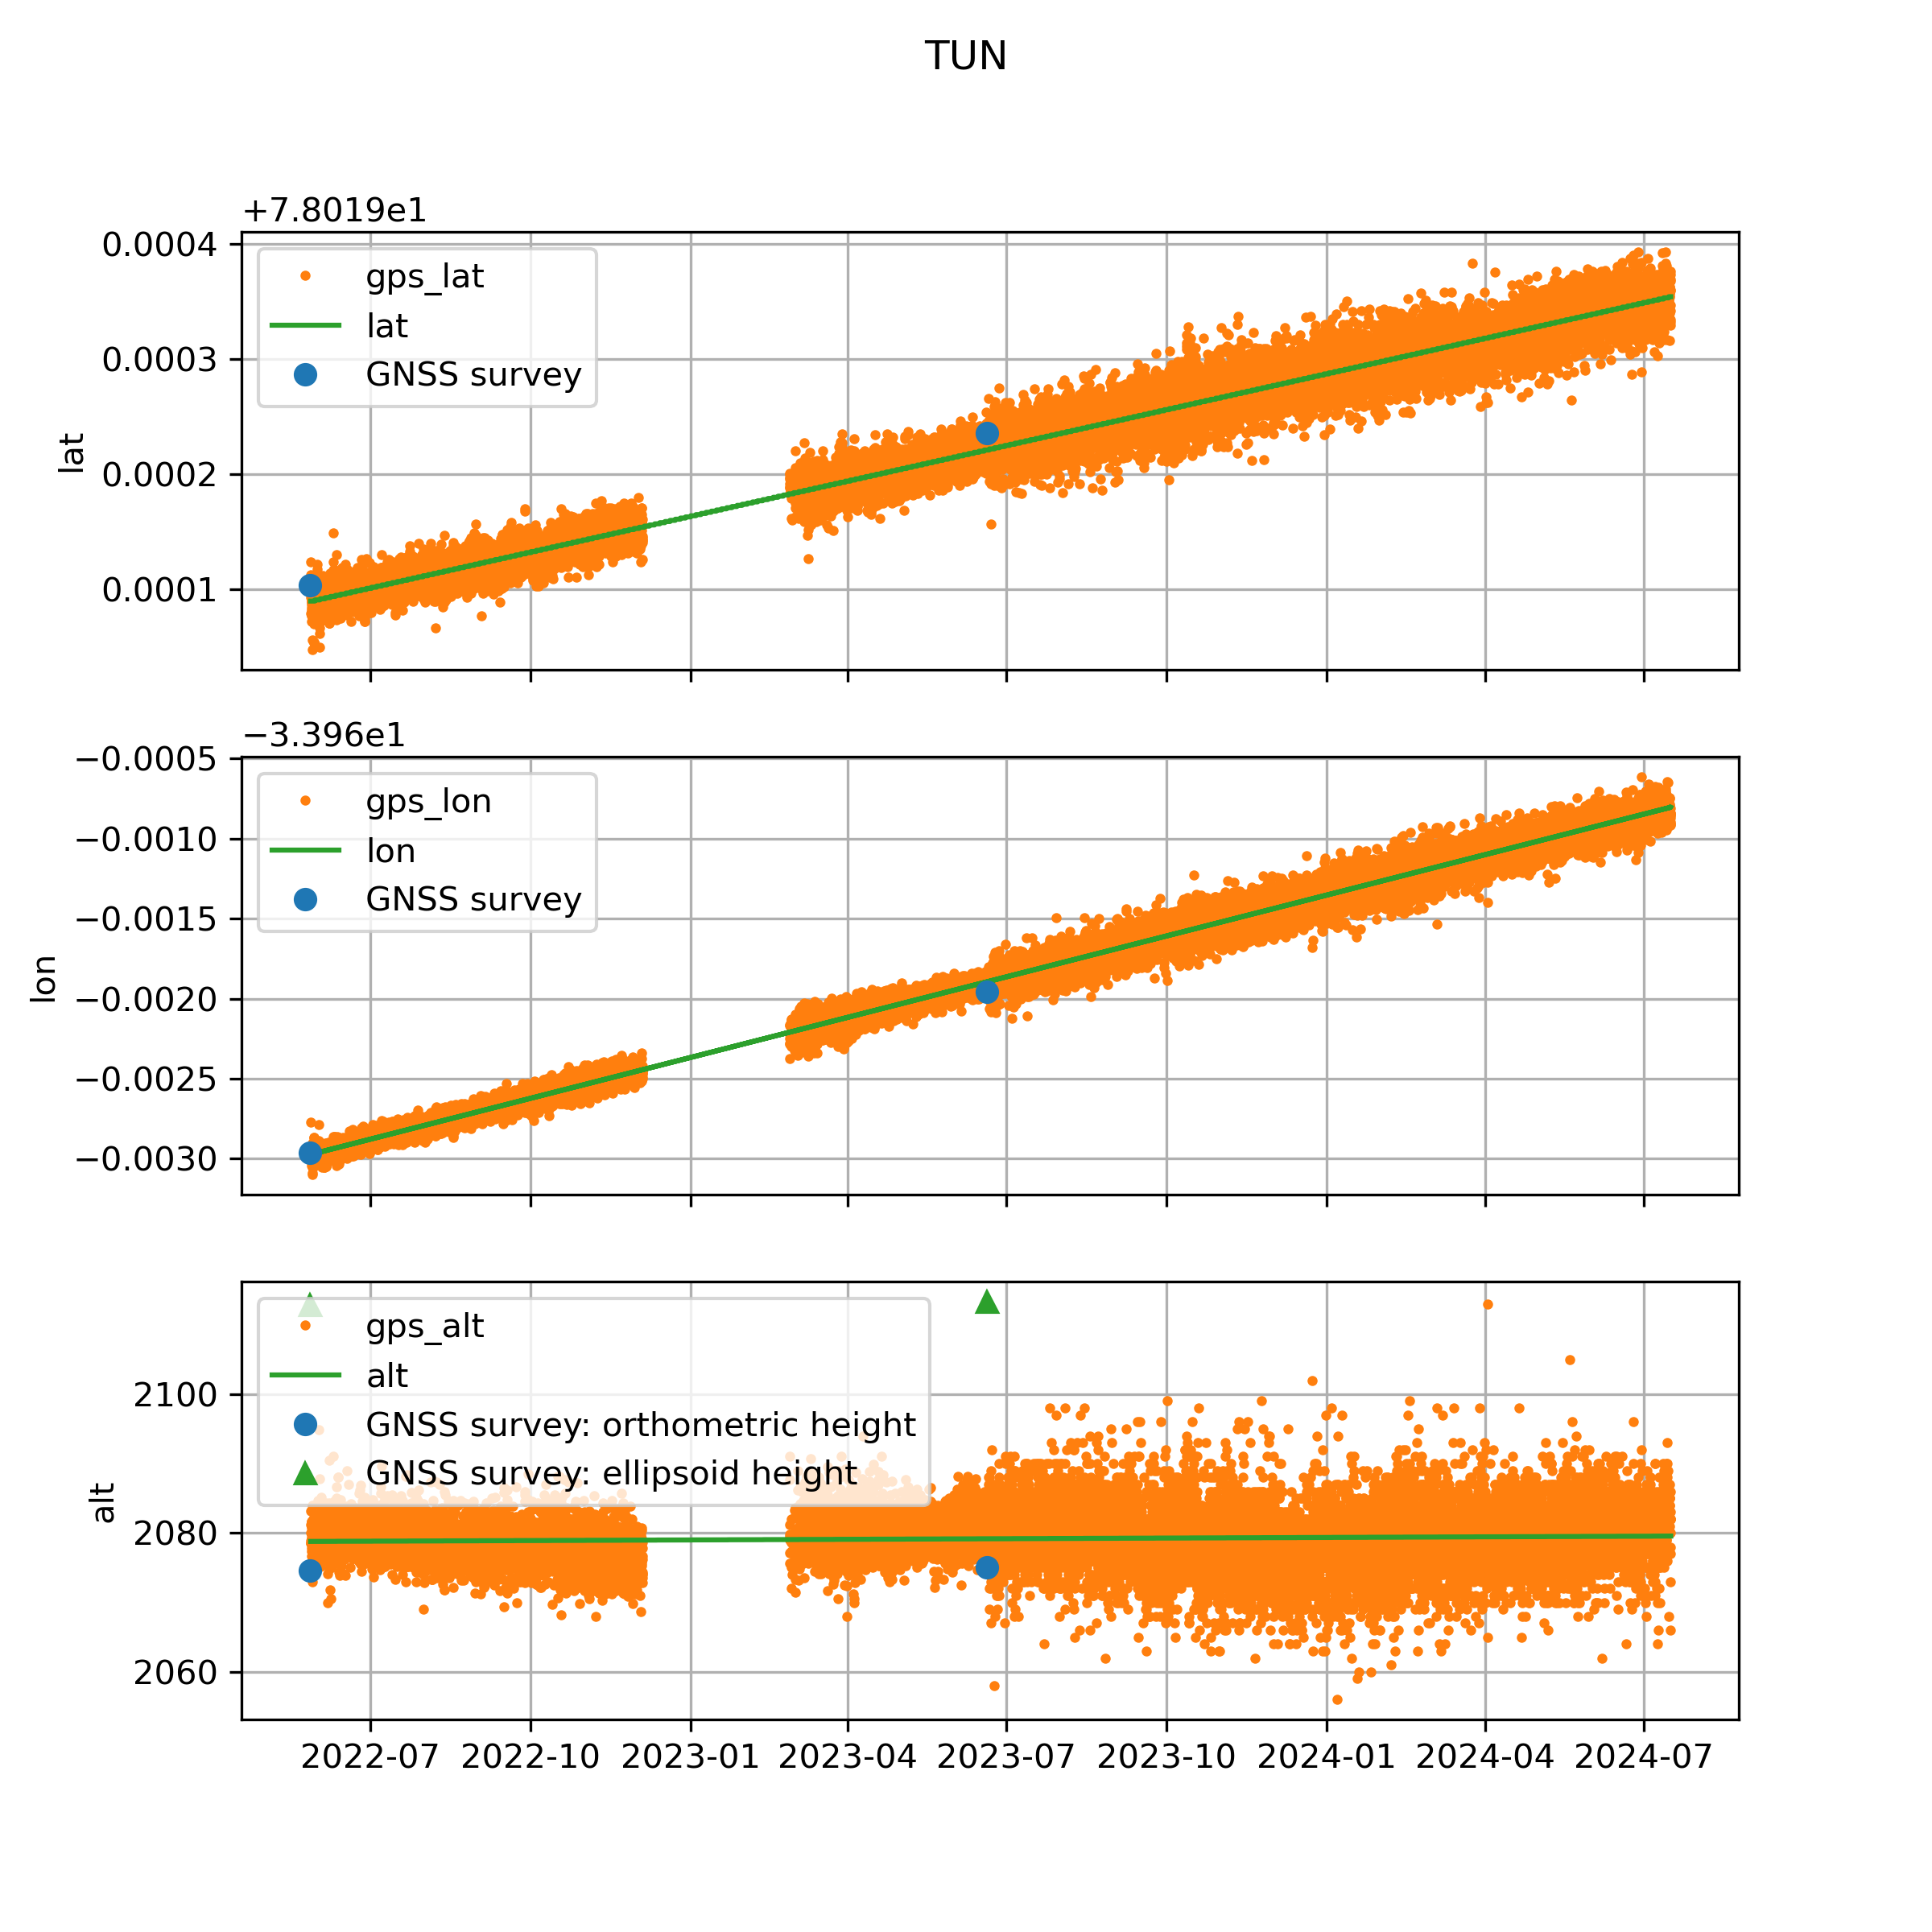 TUN
+7.8019e1
0.0004
0.0003
0.0002
0.0001
lat
gps_lat
lat
GNSS survey
−3.396e1
−0.0005
−0.0010
−0.0015
−0.0020
−0.0025
−0.0030
lon
gps_lon
lon
GNSS survey
2100
2080
2060
alt
gps_alt
alt
GNSS survey: orthometric height
GNSS survey: ellipsoid height
2022-07 2022-10 2023-01 2023-04 2023-07 2023-10 2024-01 2024-04 2024-07